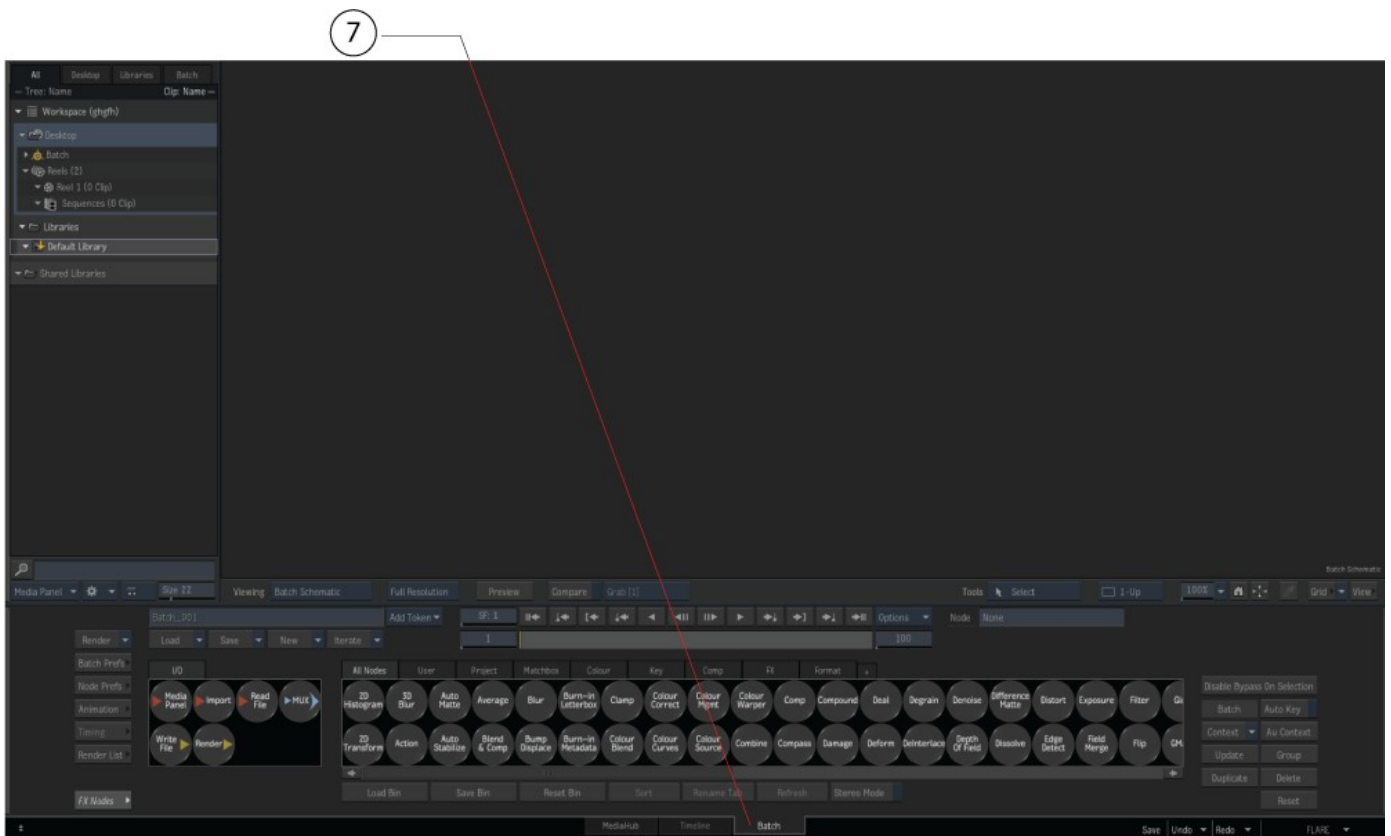 7
All Desktop Libraries Batch
— Tree: Name Clip: Name —
Workspace (ghgfh)
Desktop
Batch
Reels (2)
Reel 1 (0 Clip)
Sequences (0 Clip)
Libraries
Default Library
Shared Libraries
Batch Schematic
Media Panel Size 22 Viewing Batch Schematic Full Resolution Preview Compare Grab [1] Tools Select 1-Up 100% Grid View
Batch_001 Add Token SF: 1 Options Node None
Render Load Save New Iterate 1 100
Batch Prefs
Node Prefs
Animation
Timing
Render List
FX Nodes
I/O
Media Panel Import Read File MUX
Write File Render
All Nodes User Project Matchbox Colour Key Comp FX Format +
2D Histogram 3D Blur Auto Matte Average Blur Burn-in Letterbox Clamp Colour Correct Colour Mgmt Colour Warper Comp Compound Deal Degrain Denoise Difference Matte Distort Exposure Filter
2D Transform Action Auto Stabilize Blend & Comp Bump Displace Burn-in Metadata Colour Blend Colour Curves Colour Source Combine Compass Damage Deform Deinterlace Depth Of Field Dissolve Edge Detect Field Merge Flip
Load Bin Save Bin Reset Bin Sort Rename Tab Refresh Stereo Mode
Disable Bypass On Selection
Batch Auto Key
Context Au Context
Update Group
Duplicate Delete
Reset
MediaHub Timeline Batch Save Undo Redo FLARE